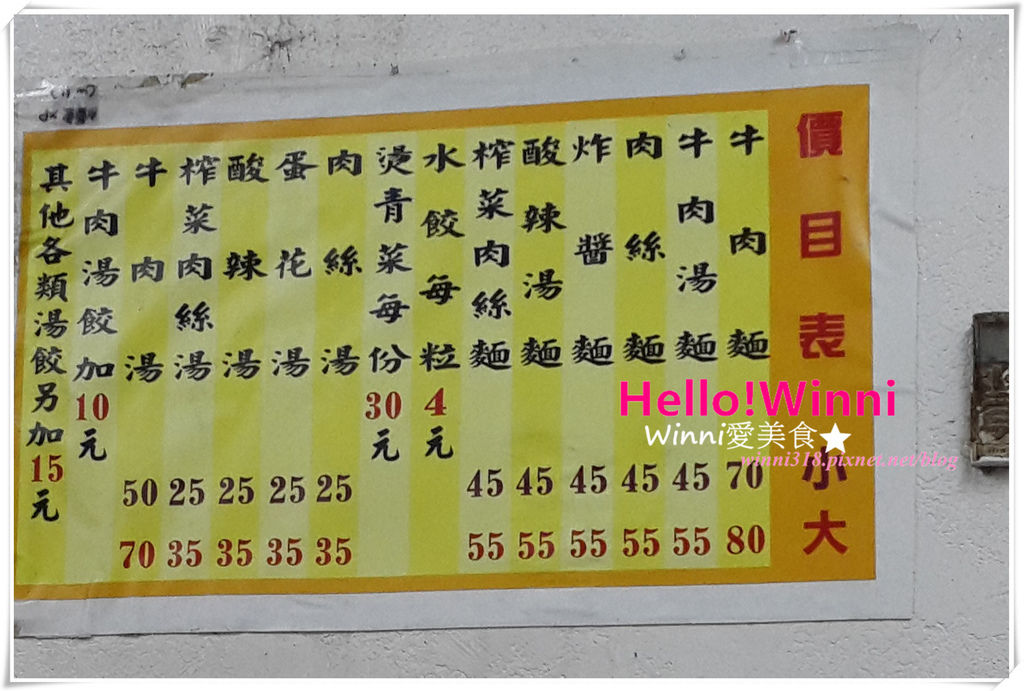 價目表 小 大
牛肉麵 70 80
牛肉湯麵 45 55
肉絲麵 45 55
炸醬麵 45 55
酸辣湯麵 45 55
榨菜肉絲麵 45 55
水餃每粒4元
燙青菜每份30元
肉絲湯 25 35
蛋花湯 25 35
酸辣湯 25 35
榨菜肉絲湯 25 35
牛肉湯 50 70
牛肉湯餃加10元
其他各類湯餃另加15元
Hello!Winni
Winni愛美食★
winni318.pixnet.net/blog